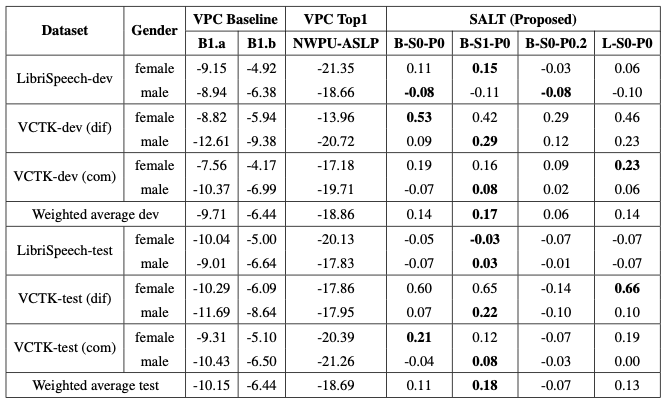 Dataset Gender VPC Baseline VPC Top1 SALT (Proposed)
B1.a B1.b NWPU-ASLP B-S0-P0 B-S1-P0 B-S0-P0.2 L-S0-P0
LibriSpeech-dev female -9.15 -4.92 -21.35 0.11 0.15 -0.03 0.06
male -8.94 -6.38 -18.66 -0.08 -0.11 -0.08 -0.10
VCTK-dev (dif) female -8.82 -5.94 -13.96 0.53 0.42 0.29 0.46
male -12.61 -9.38 -20.72 0.09 0.29 0.12 0.23
VCTK-dev (com) female -7.56 -4.17 -17.18 0.19 0.16 0.09 0.23
male -10.37 -6.99 -19.71 -0.07 0.08 0.02 0.06
Weighted average dev -9.71 -6.44 -18.86 0.14 0.17 0.06 0.14
LibriSpeech-test female -10.04 -5.00 -20.13 -0.05 -0.03 -0.07 -0.07
male -9.01 -6.64 -17.83 -0.07 0.03 -0.01 -0.07
VCTK-test (dif) female -10.29 -6.09 -17.86 0.60 0.65 -0.14 0.66
male -11.69 -8.64 -17.95 0.07 0.22 -0.10 0.10
VCTK-test (com) female -9.31 -5.10 -20.39 0.21 0.12 -0.07 0.19
male -10.43 -6.50 -21.26 -0.04 0.08 -0.03 0.00
Weighted average test -10.15 -6.44 -18.69 0.11 0.18 -0.07 0.13